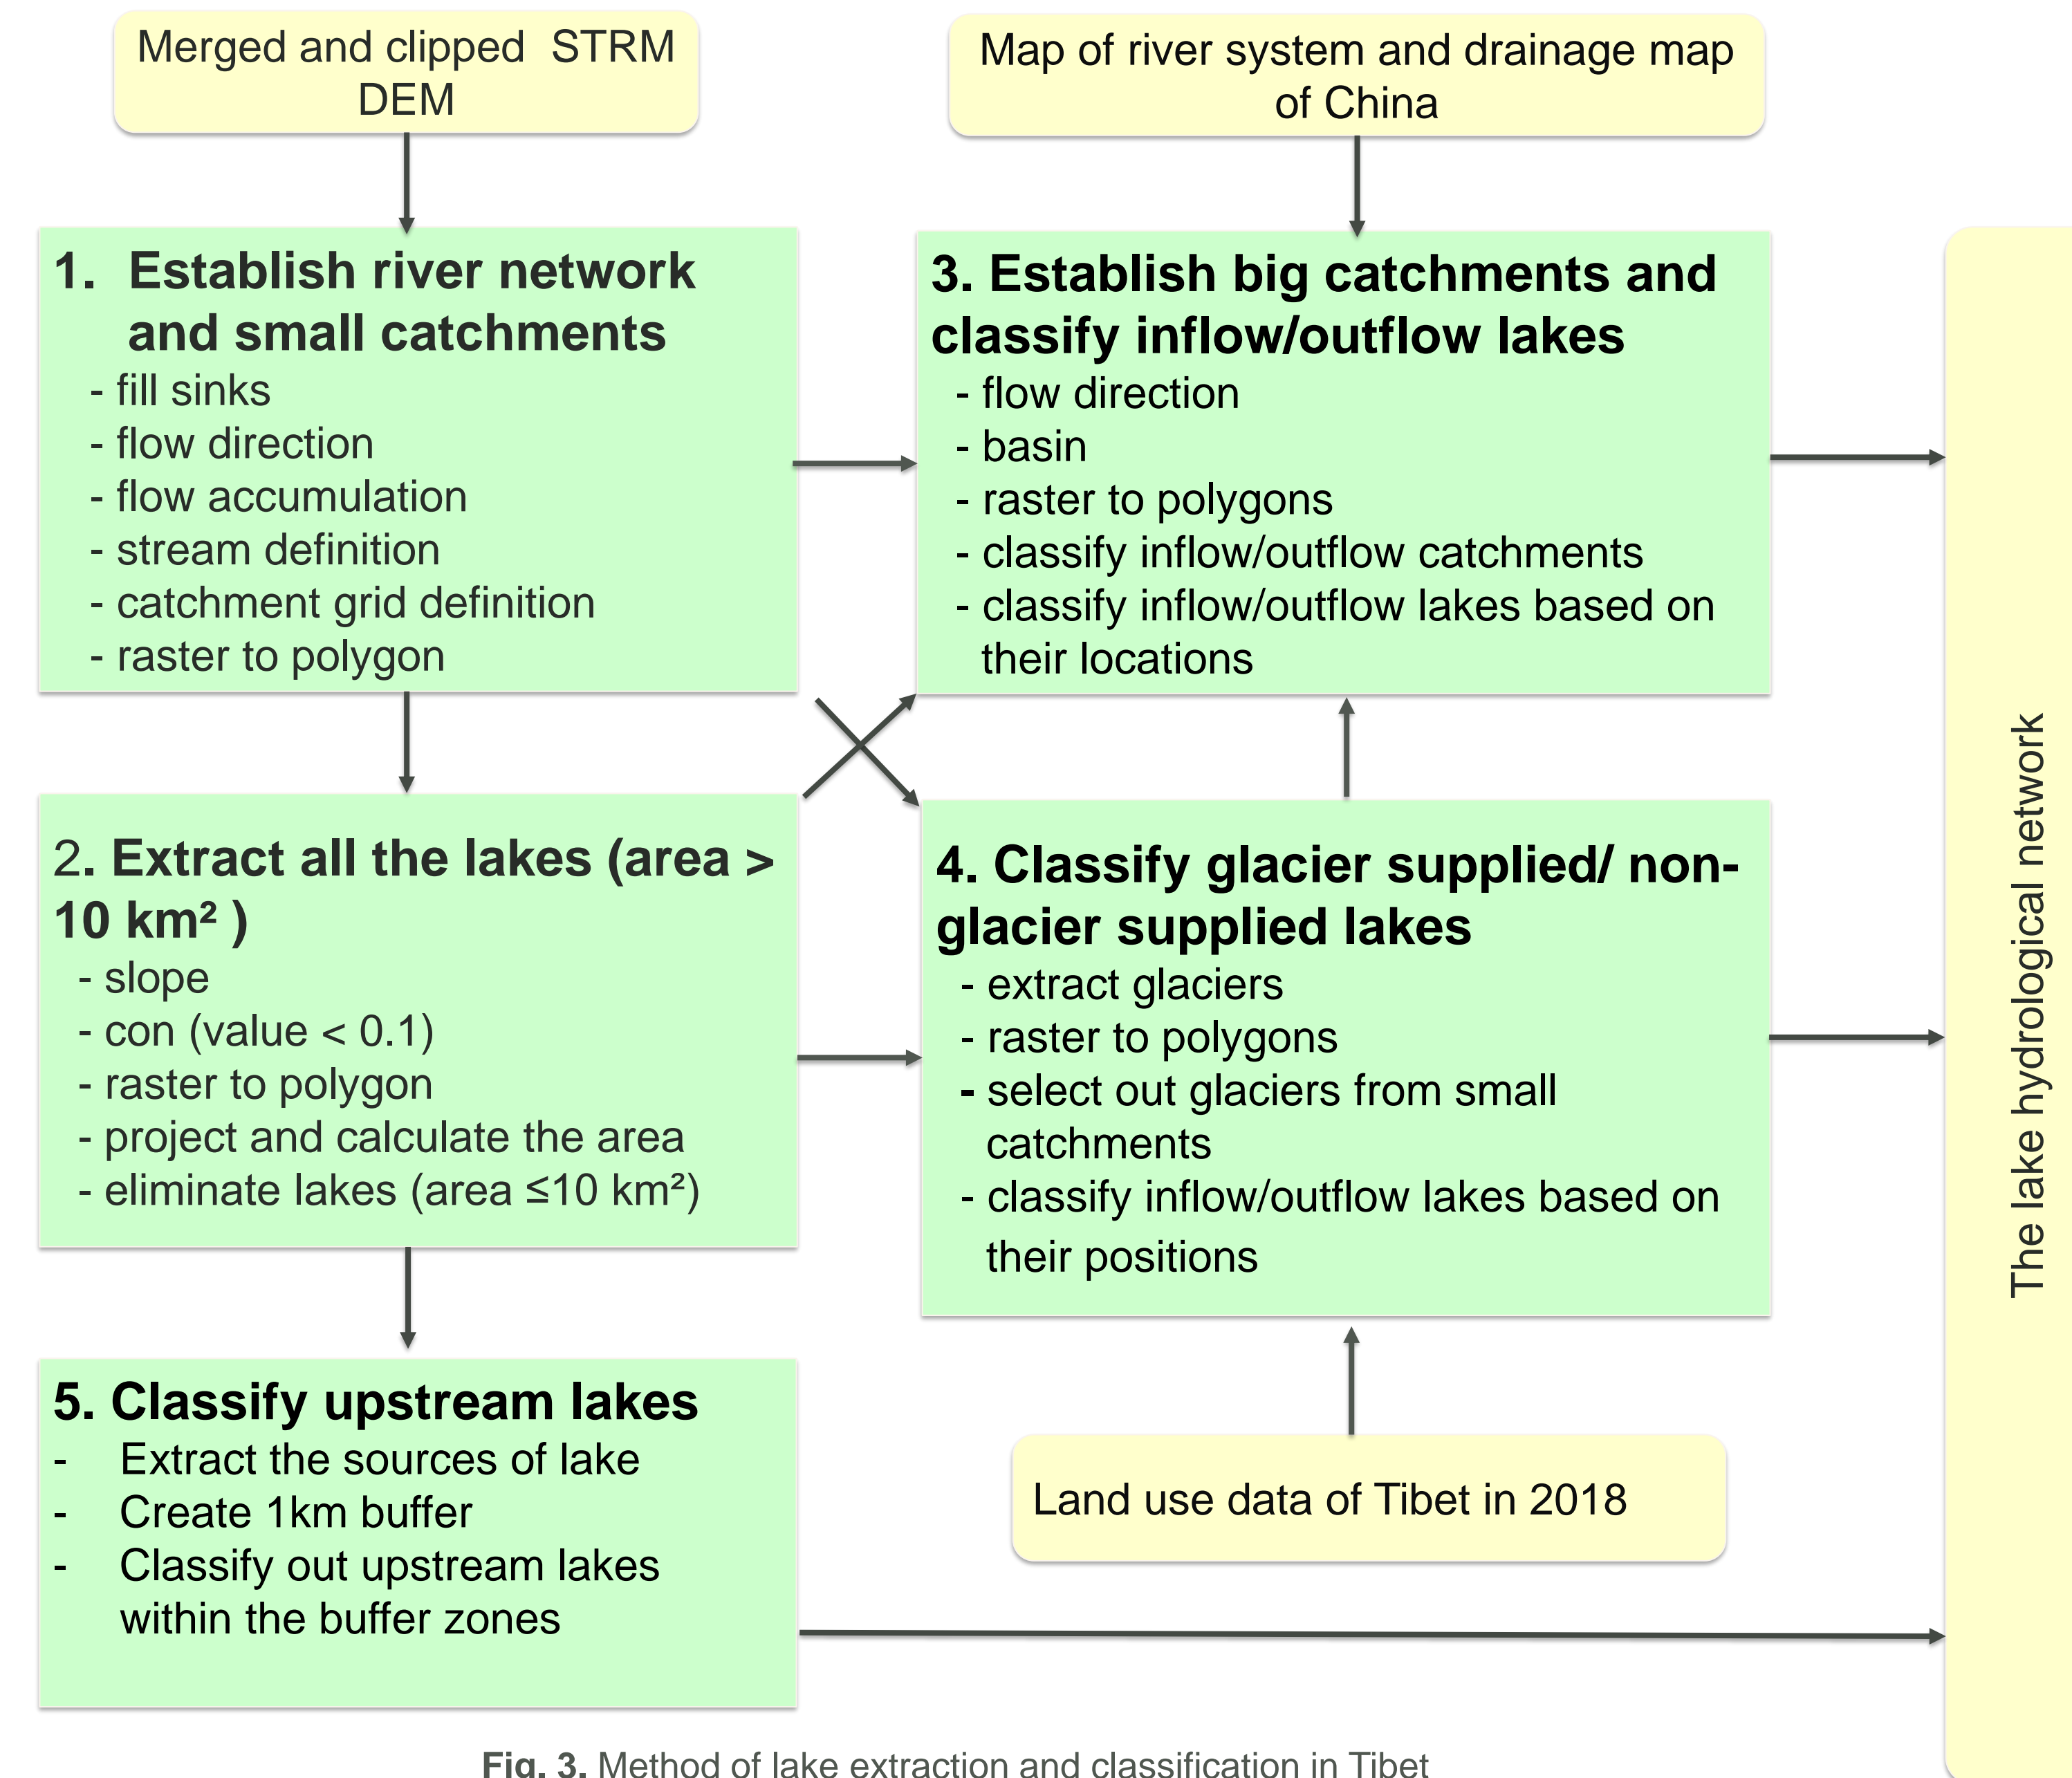 Merged and clipped  STRM
DEM
Map of river system and drainage map
of China
1.  Establish river network
and small catchments
- fill sinks
- flow direction
- flow accumulation
- stream definition
- catchment grid definition
- raster to polygon
3. Establish big catchments and
classify inflow/outflow lakes
- flow direction
- basin
- raster to polygons
- classify inflow/outflow catchments
- classify inflow/outflow lakes based on
their locations
2. Extract all the lakes (area >
10 km² )
- slope
- con (value < 0.1)
- raster to polygon
- project and calculate the area
- eliminate lakes (area ≤10 km²)
4. Classify glacier supplied/ non-
glacier supplied lakes
- extract glaciers
- raster to polygons
- select out glaciers from small
catchments
- classify inflow/outflow lakes based on
their positions
5. Classify upstream lakes
- Extract the sources of lake
- Create 1km buffer
- Classify out upstream lakes
within the buffer zones
Land use data of Tibet in 2018
The lake hydrological network
Fig. 3. Method of lake extraction and classification in Tibet